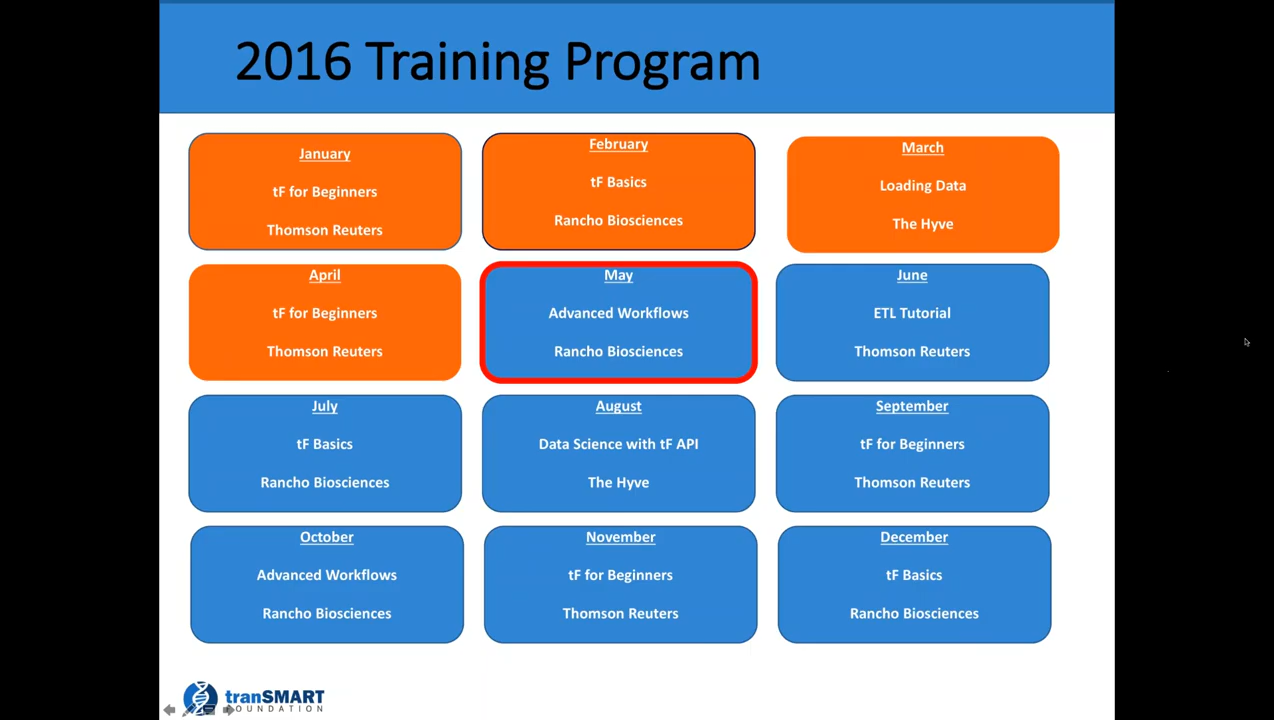 2016 Training Program
January
tF for Beginners
Thomson Reuters
February
tF Basics
Rancho Biosciences
March
Loading Data
The Hyve
April
tF for Beginners
Thomson Reuters
May
Advanced Workflows
Rancho Biosciences
June
ETL Tutorial
Thomson Reuters
July
tF Basics
Rancho Biosciences
August
Data Science with tF API
The Hyve
September
tF for Beginners
Thomson Reuters
October
Advanced Workflows
Rancho Biosciences
November
tF for Beginners
Thomson Reuters
December
tF Basics
Rancho Biosciences
tranSMART